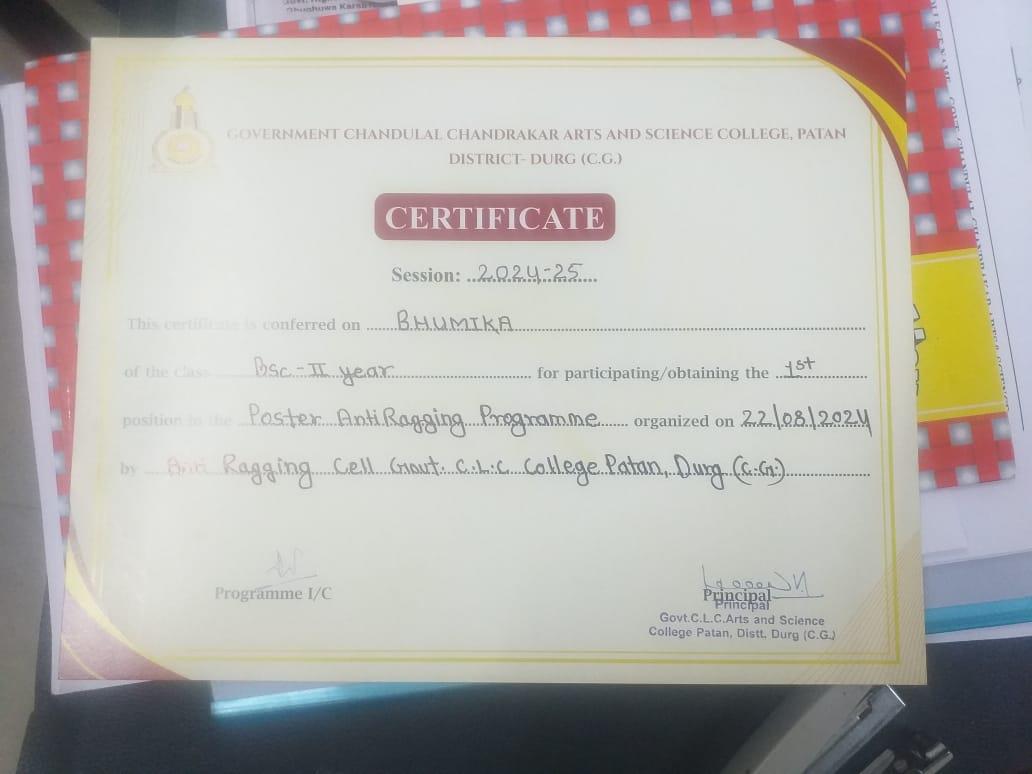 GOVERNMENT CHANDULAL CHANDRAKAR ARTS AND SCIENCE COLLEGE, PATAN
DISTRICT- DURG (C.G.)
CERTIFICATE
Session: 2024-25
This certificate is conferred on BHUMIKA
of the class Bsc-II year for participating/obtaining the 1st
position in the Poster AntiRagging Programme organized on 22/08/2024
by Anti Ragging Cell Govt. C.L.C. College Patan, Durg (C.G.)
Programme I/C
Principal
Principal
Govt.C.L.C.Arts and Science
College Patan, Distt. Durg (C.G.)